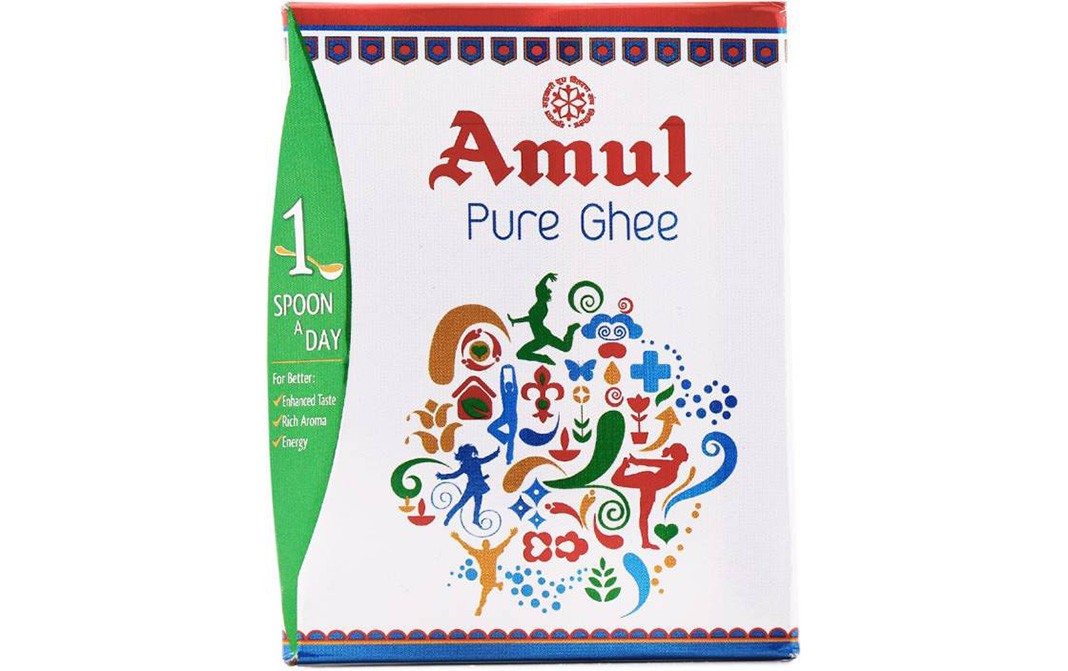 Amul
Pure Ghee
1
SPOON
A
DAY
For Better:
Enhanced Taste
Rich Aroma
Energy